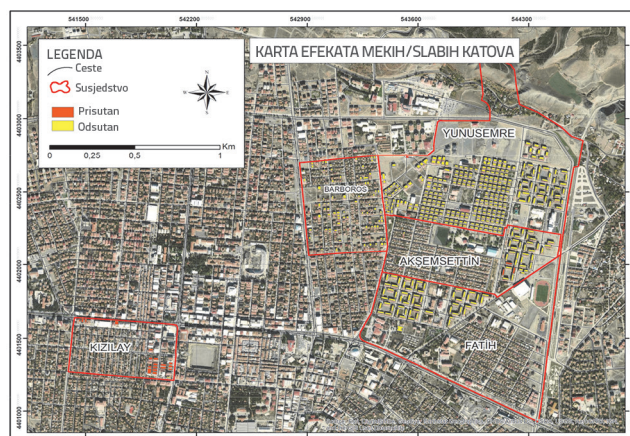 541500 542200 542900 543600 544300
KARTA EFEKATA MEKIH/SLABIH KATOVA
LEGENDA
Ceste
Susjedstvo
Prisutan
Odsutan
N
0 0,25 0,5 1 Km
4403500
4403000
4402500
4402000
4401500
4401000
YUNUSEMRE
BARBOROS
AKŞEMSETTİN
KIZILAY
FATİH